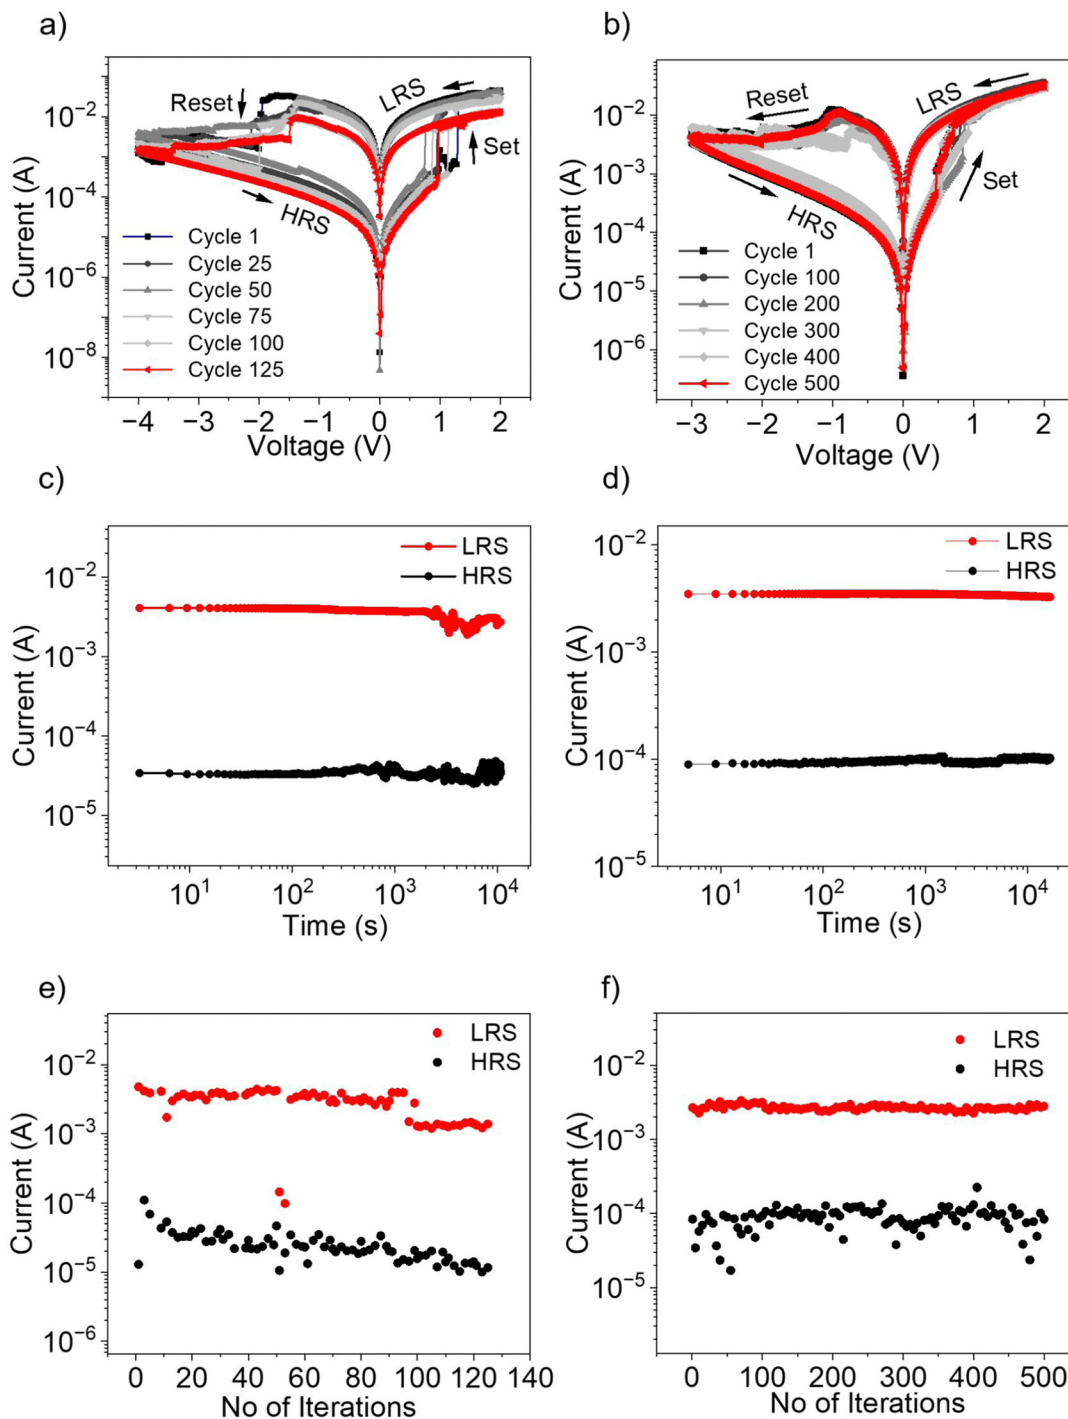 a)
Reset
LRS
Set
HRS
Current (A)
10⁻²
10⁻⁴
10⁻⁶
10⁻⁸
Cycle 1
Cycle 25
Cycle 50
Cycle 75
Cycle 100
Cycle 125
−4 −3 −2 −1 0 1 2
Voltage (V)
b)
Reset
LRS
Set
HRS
Current (A)
10⁻²
10⁻³
10⁻⁴
10⁻⁵
10⁻⁶
Cycle 1
Cycle 100
Cycle 200
Cycle 300
Cycle 400
Cycle 500
−3 −2 −1 0 1 2
Voltage (V)
c)
LRS
HRS
Current (A)
10⁻²
10⁻³
10⁻⁴
10⁻⁵
10¹ 10² 10³ 10⁴
Time (s)
d)
LRS
HRS
Current (A)
10⁻²
10⁻³
10⁻⁴
10⁻⁵
10¹ 10² 10³ 10⁴
Time (s)
e)
LRS
HRS
Current (A)
10⁻²
10⁻³
10⁻⁴
10⁻⁵
10⁻⁶
0 20 40 60 80 100 120 140
No of Iterations
f)
LRS
HRS
Current (A)
10⁻²
10⁻³
10⁻⁴
10⁻⁵
0 100 200 300 400 500
No of Iterations